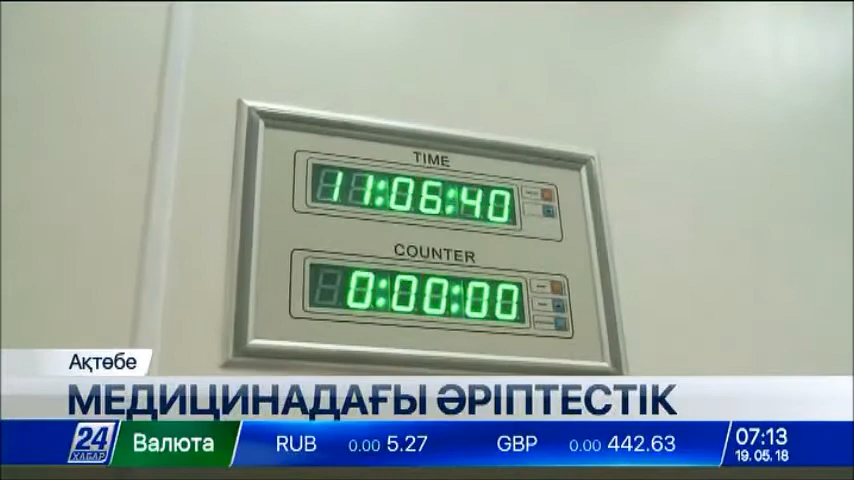 TIME
11:06:40
COUNTER
0:00:00
Ақтөбе
МЕДИЦИНАДАҒЫ ӘРІПТЕСТІК
24 ХАБАР Валюта RUB 0.00 5.27 GBP 0.00 442.63 07:13
19.05.18